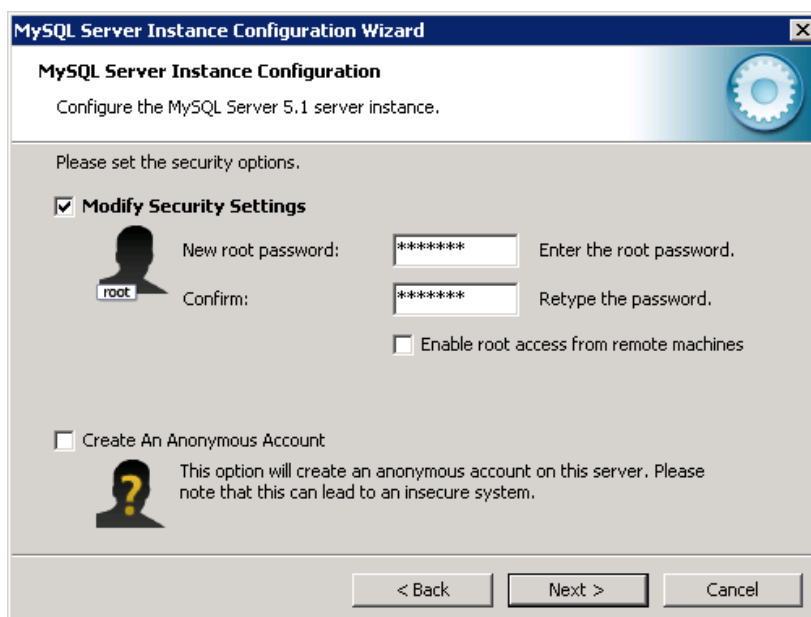 MySQL Server Instance Configuration Wizard
MySQL Server Instance Configuration
Configure the MySQL Server 5.1 server instance.
Please set the security options.
Modify Security Settings
New root password: ******* Enter the root password.
root
Confirm: ******* Retype the password.
Enable root access from remote machines
Create An Anonymous Account
This option will create an anonymous account on this server. Please
note that this can lead to an insecure system.
?
< Back Next > Cancel